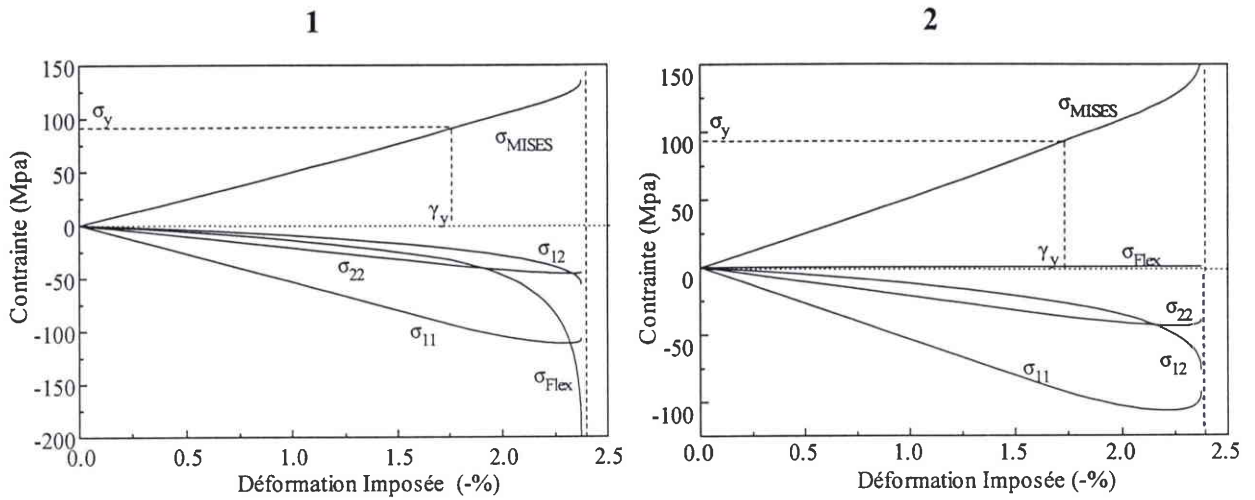 1
2
150
100
50
0
-50
-100
-150
-200
Contrainte (Mpa)
σy
σMISES
γy
σ12
σ22
σ11
σFlex
0.0 0.5 1.0 1.5 2.0 2.5
Déformation Imposée (-%)
150
100
50
0
-50
-100
Contrainte (Mpa)
σy
σMISES
γy
σFlex
σ22
σ12
σ11
0.0 0.5 1.0 1.5 2.0 2.5
Déformation Imposée (-%)